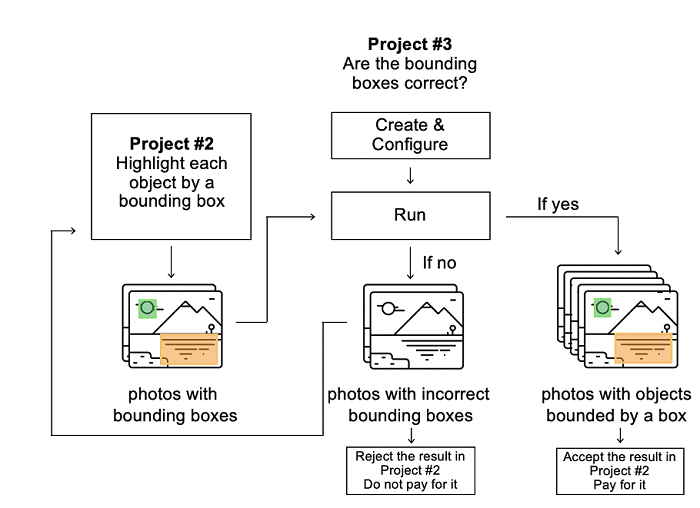 Project #3
Are the bounding
boxes correct?
Create &
Configure
Project #2
Highlight each
object by a
bounding box
Run
If yes
If no
photos with
bounding boxes
photos with incorrect
bounding boxes
photos with objects
bounded by a box
Reject the result in
Project #2
Do not pay for it
Accept the result in
Project #2
Pay for it